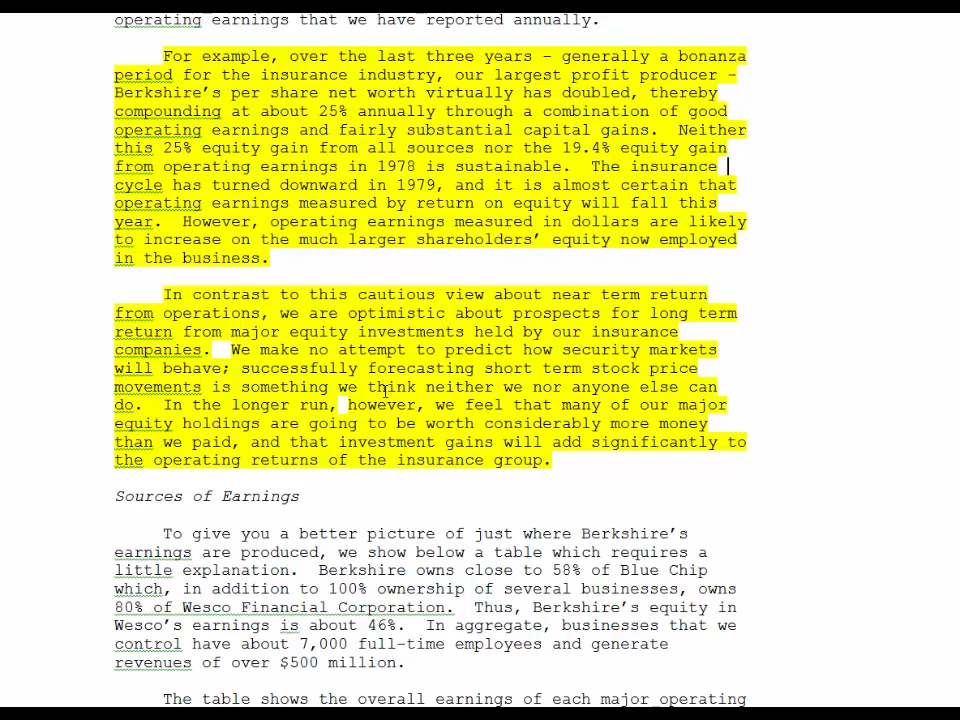 operating earnings that we have reported annually.
For example, over the last three years – generally a bonanza
period for the insurance industry, our largest profit producer –
Berkshire’s per share net worth virtually has doubled, thereby
compounding at about 25% annually through a combination of good
operating earnings and fairly substantial capital gains.  Neither
this 25% equity gain from all sources nor the 19.4% equity gain
from operating earnings in 1978 is sustainable.  The insurance
cycle has turned downward in 1979, and it is almost certain that
operating earnings measured by return on equity will fall this
year.  However, operating earnings measured in dollars are likely
to increase on the much larger shareholders’ equity now employed
in the business.
In contrast to this cautious view about near term return
from operations, we are optimistic about prospects for long term
return from major equity investments held by our insurance
companies.  We make no attempt to predict how security markets
will behave; successfully forecasting short term stock price
movements is something we think neither we nor anyone else can
do.  In the longer run, however, we feel that many of our major
equity holdings are going to be worth considerably more money
than we paid, and that investment gains will add significantly to
the operating returns of the insurance group.
Sources of Earnings
To give you a better picture of just where Berkshire’s
earnings are produced, we show below a table which requires a
little explanation.  Berkshire owns close to 58% of Blue Chip
which, in addition to 100% ownership of several businesses, owns
80% of Wesco Financial Corporation.  Thus, Berkshire’s equity in
Wesco’s earnings is about 46%.  In aggregate, businesses that we
control have about 7,000 full-time employees and generate
revenues of over $500 million.
The table shows the overall earnings of each major operating